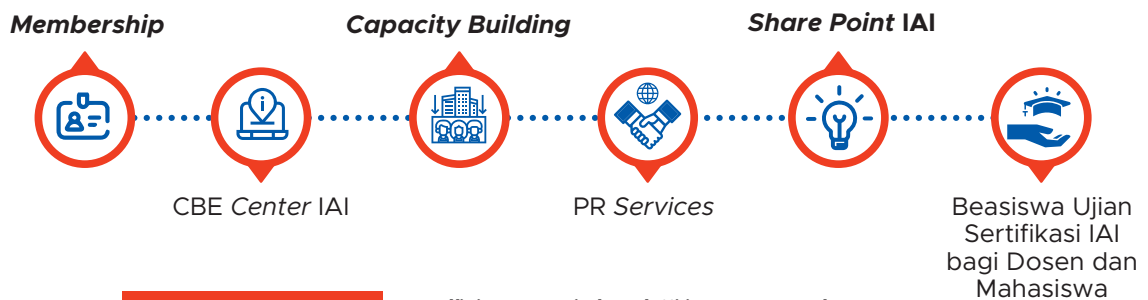 Membership
Capacity Building
Share Point IAI
CBE Center IAI
PR Services
Beasiswa Ujian
Sertifikasi IAI
bagi Dosen dan
Mahasiswa